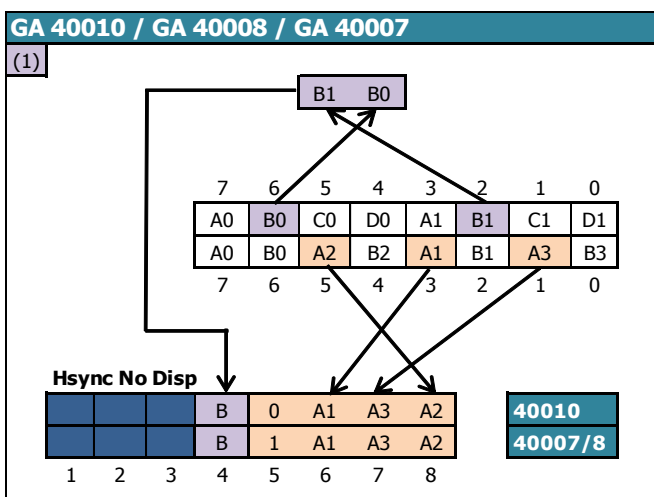 GA 40010 / GA 40008 / GA 40007
(1)
B1 B0
7 6 5 4 3 2 1 0
A0 B0 C0 D0 A1 B1 C1 D1
A0 B0 A2 B2 A1 B1 A3 B3
7 6 5 4 3 2 1 0
Hsync No Disp
B 0 A1 A3 A2 40010
B 1 A1 A3 A2 40007/8
1 2 3 4 5 6 7 8